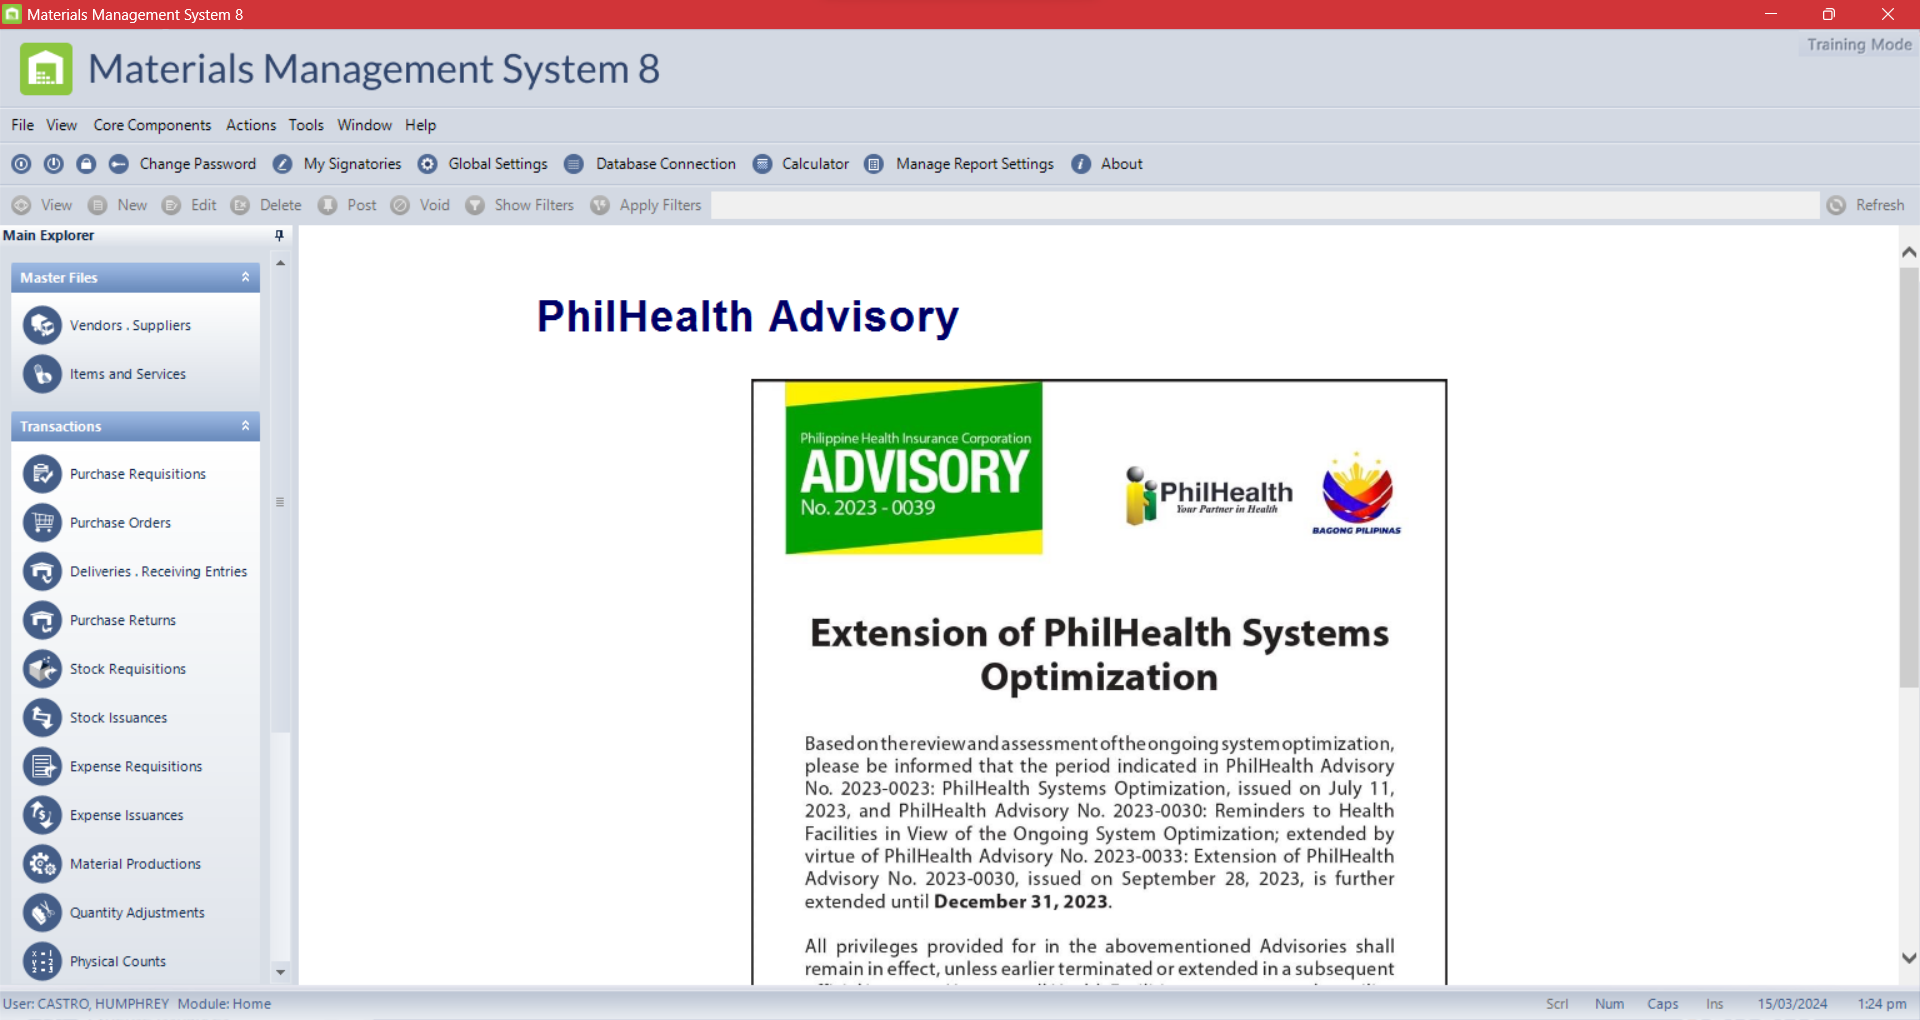 Materials Management System 8
Materials Management System 8
Training Mode
File View Core Components Actions Tools Window Help
Change Password My Signatories Global Settings Database Connection Calculator Manage Report Settings About
View New Edit Delete Post Void Show Filters Apply Filters Refresh
Main Explorer
Master Files
Vendors . Suppliers
Items and Services
Transactions
Purchase Requisitions
Purchase Orders
Deliveries . Receiving Entries
Purchase Returns
Stock Requisitions
Stock Issuances
Expense Requisitions
Expense Issuances
Material Productions
Quantity Adjustments
Physical Counts
PhilHealth Advisory
Philippine Health Insurance Corporation
ADVISORY
No. 2023 - 0039
PhilHealth
Your Partner in Health
BAGONG PILIPINAS
Extension of PhilHealth Systems
Optimization
Based on the review and assessment of the ongoing system optimization,
please be informed that the period indicated in PhilHealth Advisory
No. 2023-0023: PhilHealth Systems Optimization, issued on July 11,
2023, and PhilHealth Advisory No. 2023-0030: Reminders to Health
Facilities in View of the Ongoing System Optimization; extended by
virtue of PhilHealth Advisory No. 2023-0033: Extension of PhilHealth
Advisory No. 2023-0030, issued on September 28, 2023, is further
extended until December 31, 2023.
All privileges provided for in the abovementioned Advisories shall
remain in effect, unless earlier terminated or extended in a subsequent
User: CASTRO, HUMPHREY Module: Home
Scrl Num Caps Ins 15/03/2024 1:24 pm